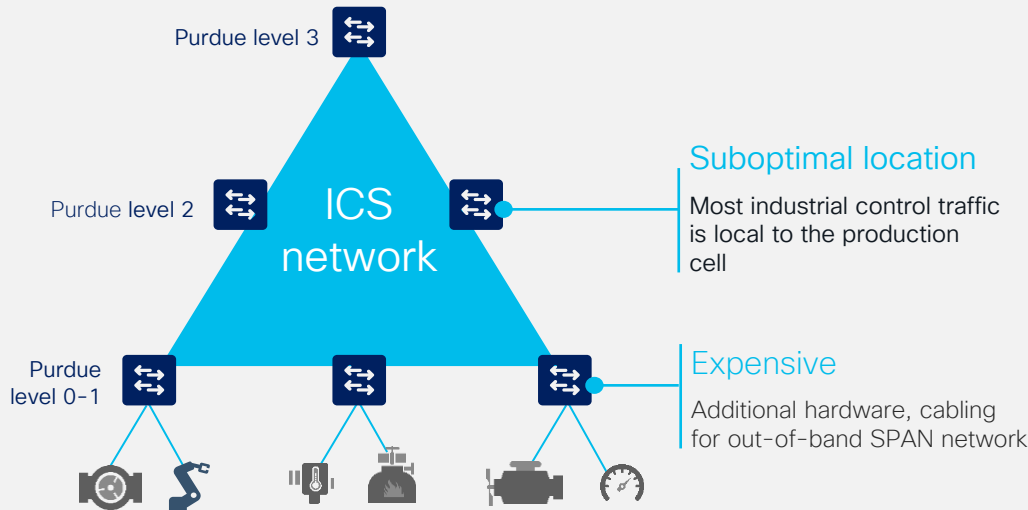 Purdue level 3
Purdue level 2
ICS
network
Suboptimal location
Most industrial control traffic
is local to the production
cell
Purdue
level 0-1
Expensive
Additional hardware, cabling
for out-of-band SPAN network